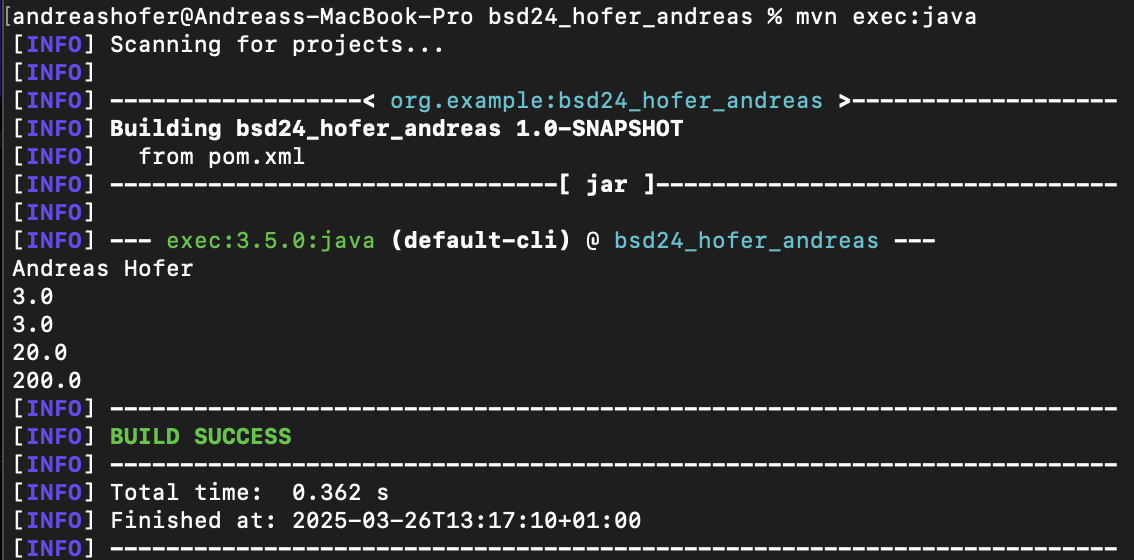 [andreashofer@Andreass-MacBook-Pro bsd24_hofer_andreas % mvn exec:java
[INFO] Scanning for projects...
[INFO]
[INFO] ------------------< org.example:bsd24_hofer_andreas >-------------------
[INFO] Building bsd24_hofer_andreas 1.0-SNAPSHOT
[INFO]   from pom.xml
[INFO] --------------------------------[ jar ]---------------------------------
[INFO]
[INFO] --- exec:3.5.0:java (default-cli) @ bsd24_hofer_andreas ---
Andreas Hofer
3.0
3.0
20.0
200.0
[INFO] ------------------------------------------------------------------------
[INFO] BUILD SUCCESS
[INFO] ------------------------------------------------------------------------
[INFO] Total time:  0.362 s
[INFO] Finished at: 2025-03-26T13:17:10+01:00
[INFO] ------------------------------------------------------------------------